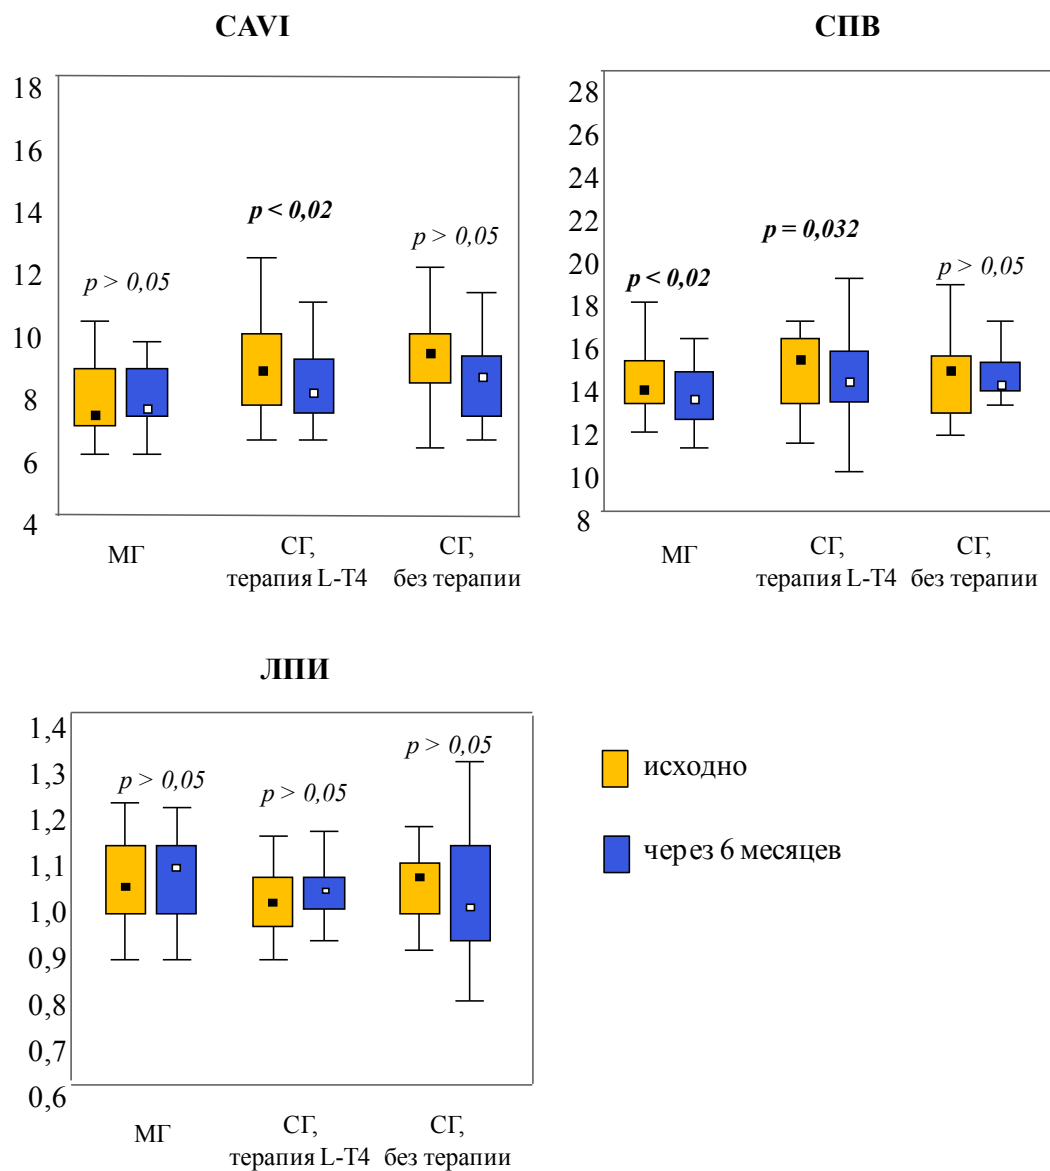 CAVI
18
16
14
12
10
8
6
4
p > 0,05
p < 0,02
p > 0,05
МГ
СГ,
терапия L-T4
СГ,
без терапии
СПВ
28
26
24
22
20
18
16
14
12
10
8
p < 0,02
p = 0,032
p > 0,05
МГ
СГ,
терапия L-T4
СГ,
без терапии
ЛПИ
1,4
1,3
1,2
1,1
1,0
0,9
0,8
0,7
0,6
p > 0,05
p > 0,05
p > 0,05
МГ
СГ,
терапия L-T4
СГ,
без терапии
исходно
через 6 месяцев